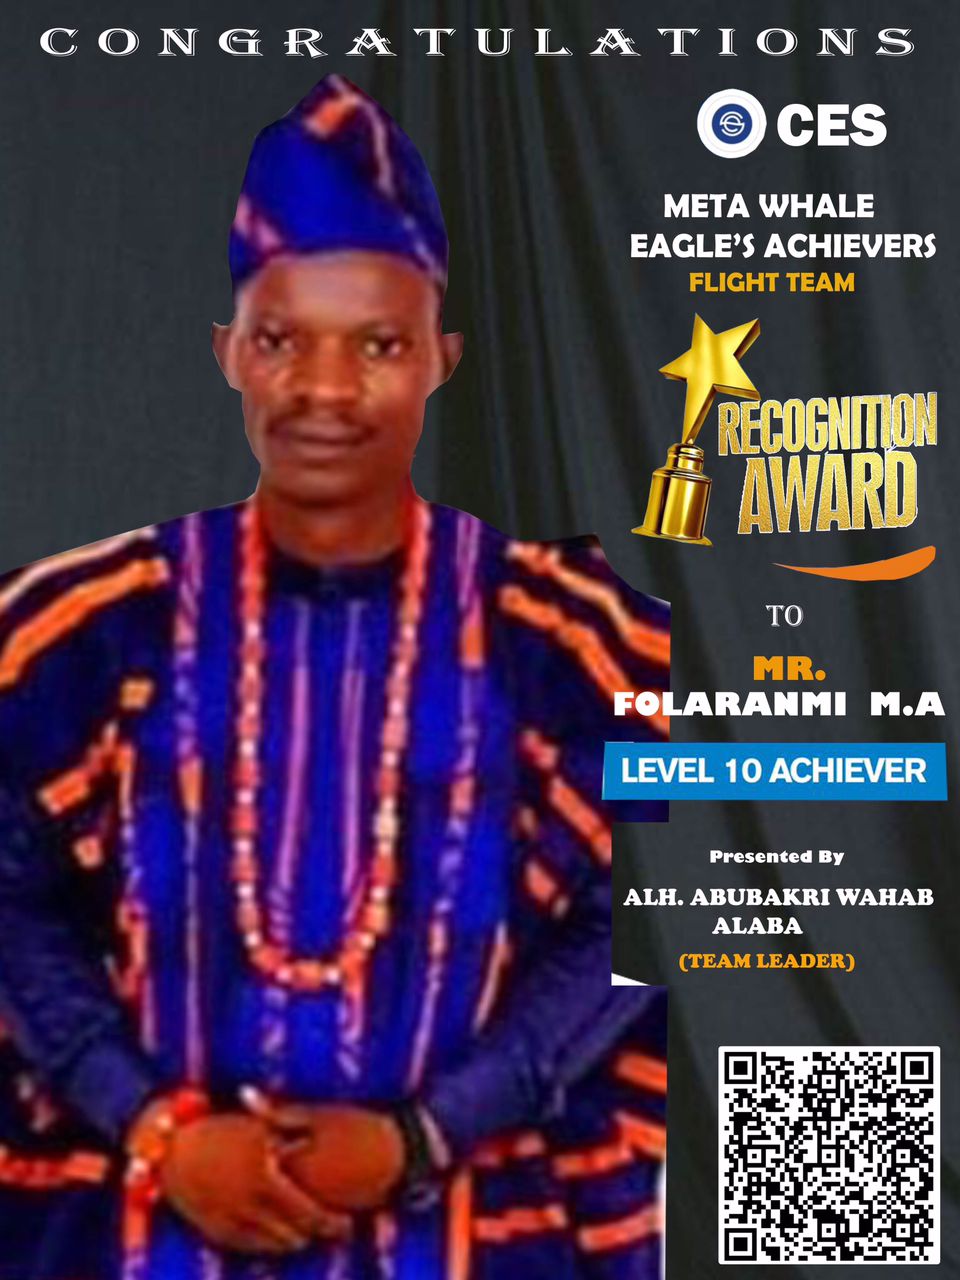 CONGRATULATIONS
CES
META WHALE
EAGLE'S ACHIEVERS
FLIGHT TEAM
RECOGNITION
AWARD
TO
MR.
FOLARANMI M.A
LEVEL 10 ACHIEVER
Presented By
ALH. ABUBAKRI WAHAB
ALABA
(TEAM LEADER)